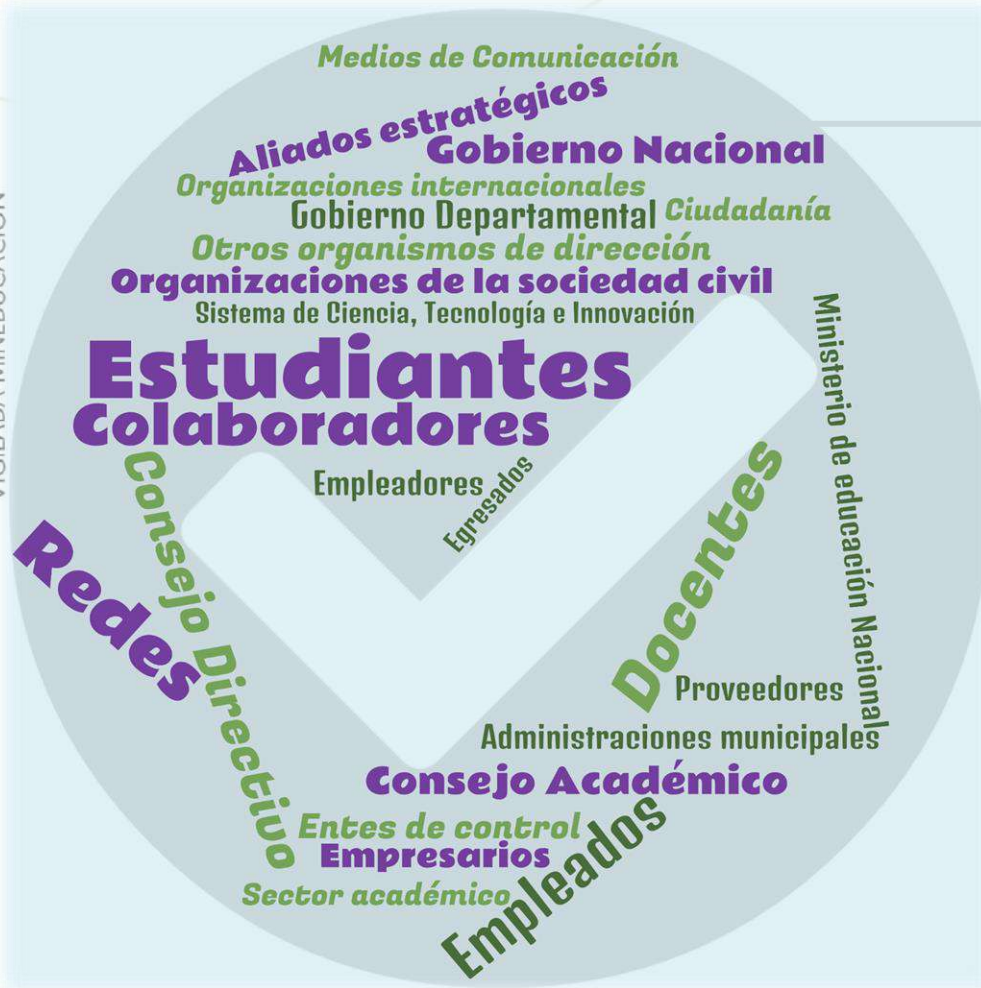 Medios de Comunicación
Aliados estratégicos
Gobierno Nacional
Organizaciones internacionales
Gobierno Departamental
Ciudadanía
Otros organismos de dirección
Organizaciones de la sociedad civil
Sistema de Ciencia, Tecnología e Innovación
Estudiantes
Colaboradores
Empleadores
Egresados
Consejo Directivo
Redes
Docentes
Ministerio de educación Nacional
Proveedores
Administraciones municipales
Consejo Académico
Entes de control
Empresarios
Empleados
Sector académico
VIGILADA MINEDUCACIÓN